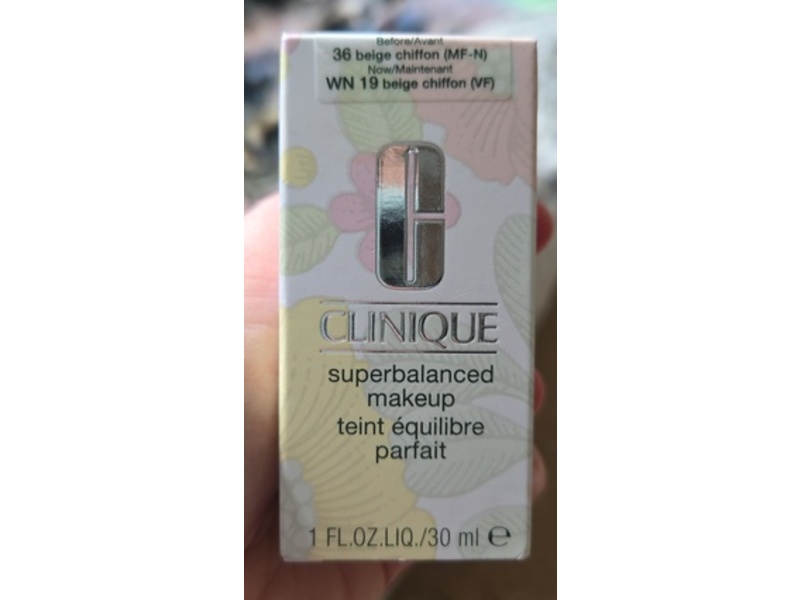 Before/Avant
36 beige chiffon (MF-N)
Now/Maintenant
WN 19 beige chiffon (VF)
CLINIQUE
superbalanced
makeup
teint équilibre
parfait
1 FL.OZ.LIQ./30 ml ℮